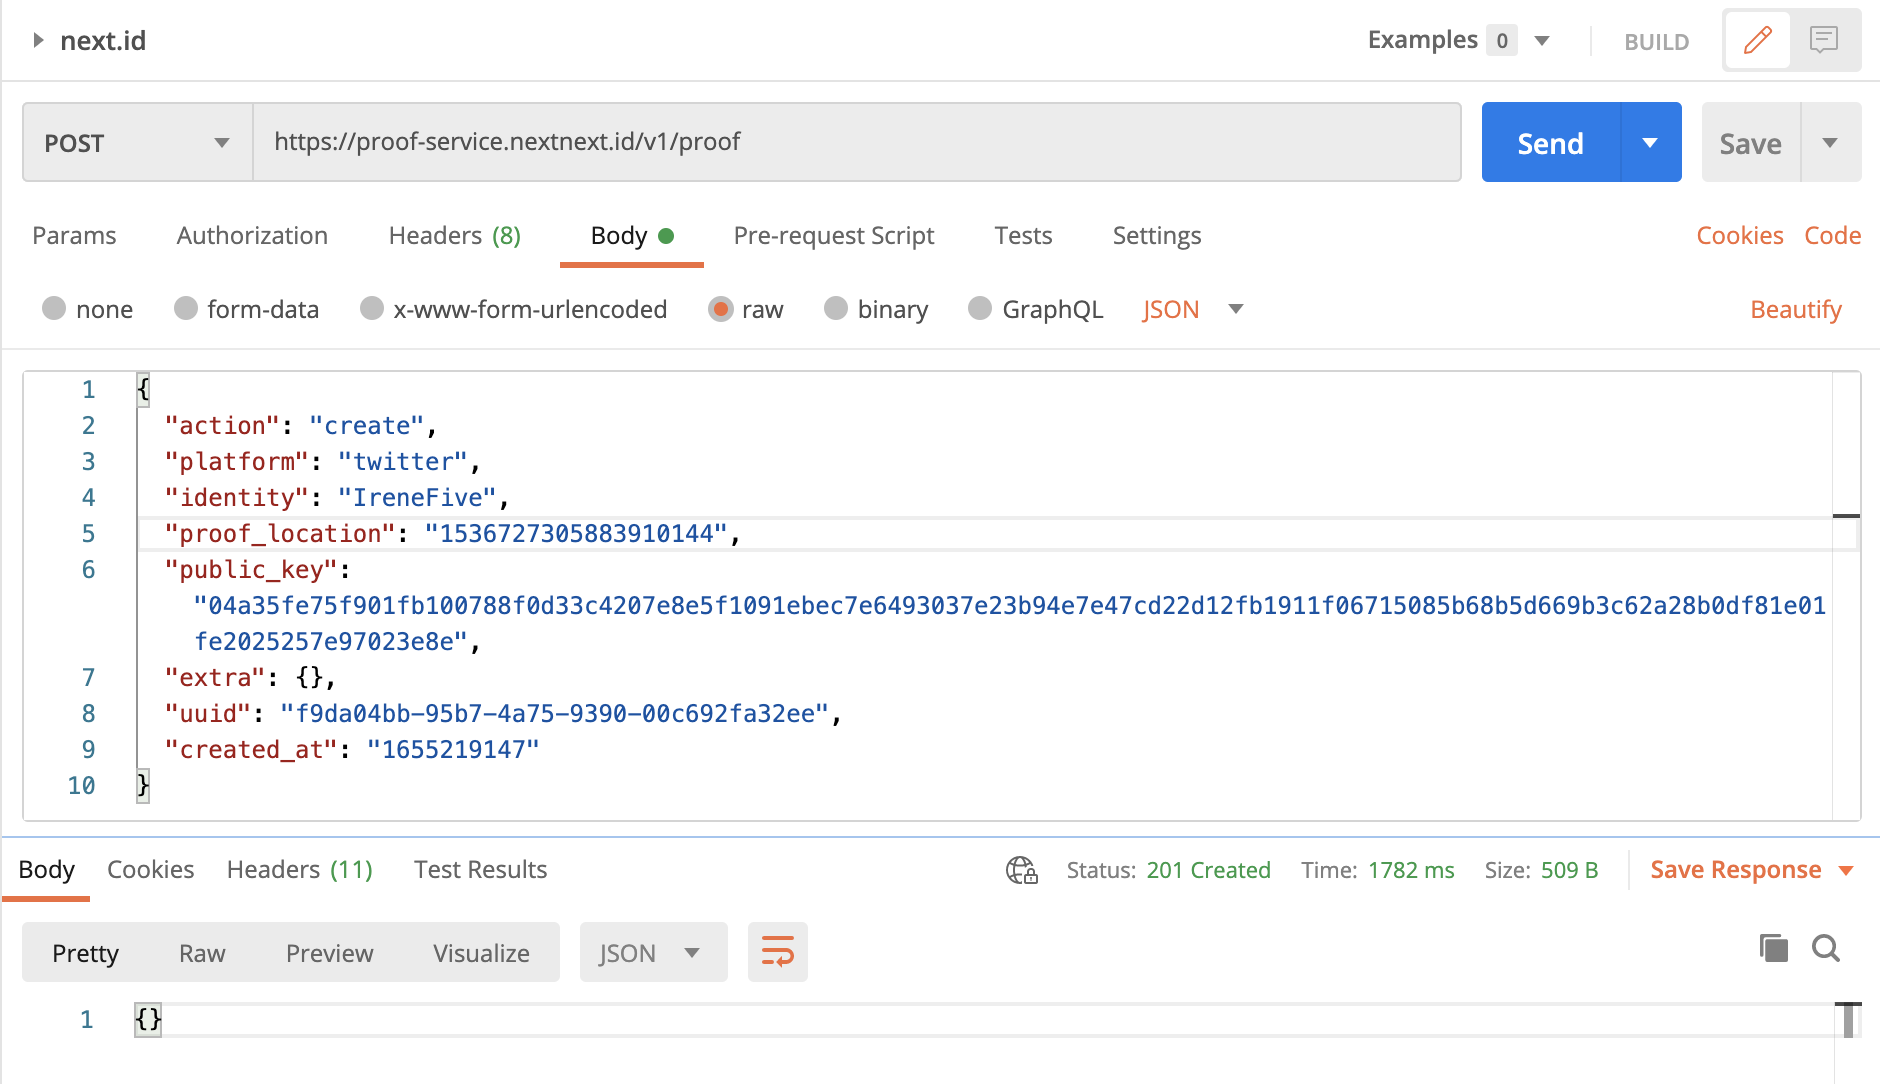 next.id
Examples 0
BUILD
POST
https://proof-service.nextnext.id/v1/proof
Send
Save
Params Authorization Headers (8) Body Pre-request Script Tests Settings Cookies Code
none form-data x-www-form-urlencoded raw binary GraphQL JSON Beautify
1 {
2 "action": "create",
3 "platform": "twitter",
4 "identity": "IreneFive",
5 "proof_location": "1536727305883910144",
6 "public_key":
"04a35fe75f901fb100788f0d33c4207e8e5f1091ebec7e6493037e23b94e7e47cd22d12fb1911f06715085b68b5d669b3c62a28b0df81e01
fe2025257e97023e8e",
7 "extra": {},
8 "uuid": "f9da04bb-95b7-4a75-9390-00c692fa32ee",
9 "created_at": "1655219147"
10 }
Body Cookies Headers (11) Test Results Status: 201 Created Time: 1782 ms Size: 509 B Save Response
Pretty Raw Preview Visualize JSON
1 {}